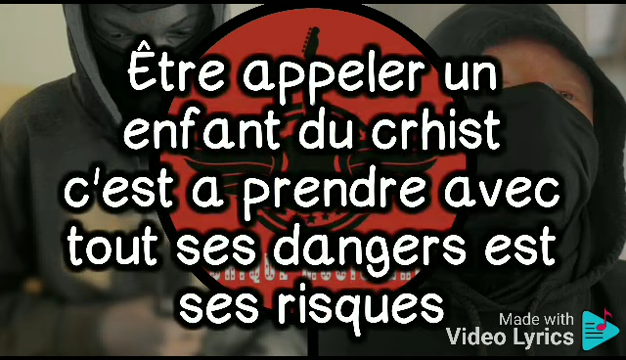 Être appeler un
enfant du crhist
c'est a prendre avec
tout ses dangers est
ses risques
Made with
Video Lyrics